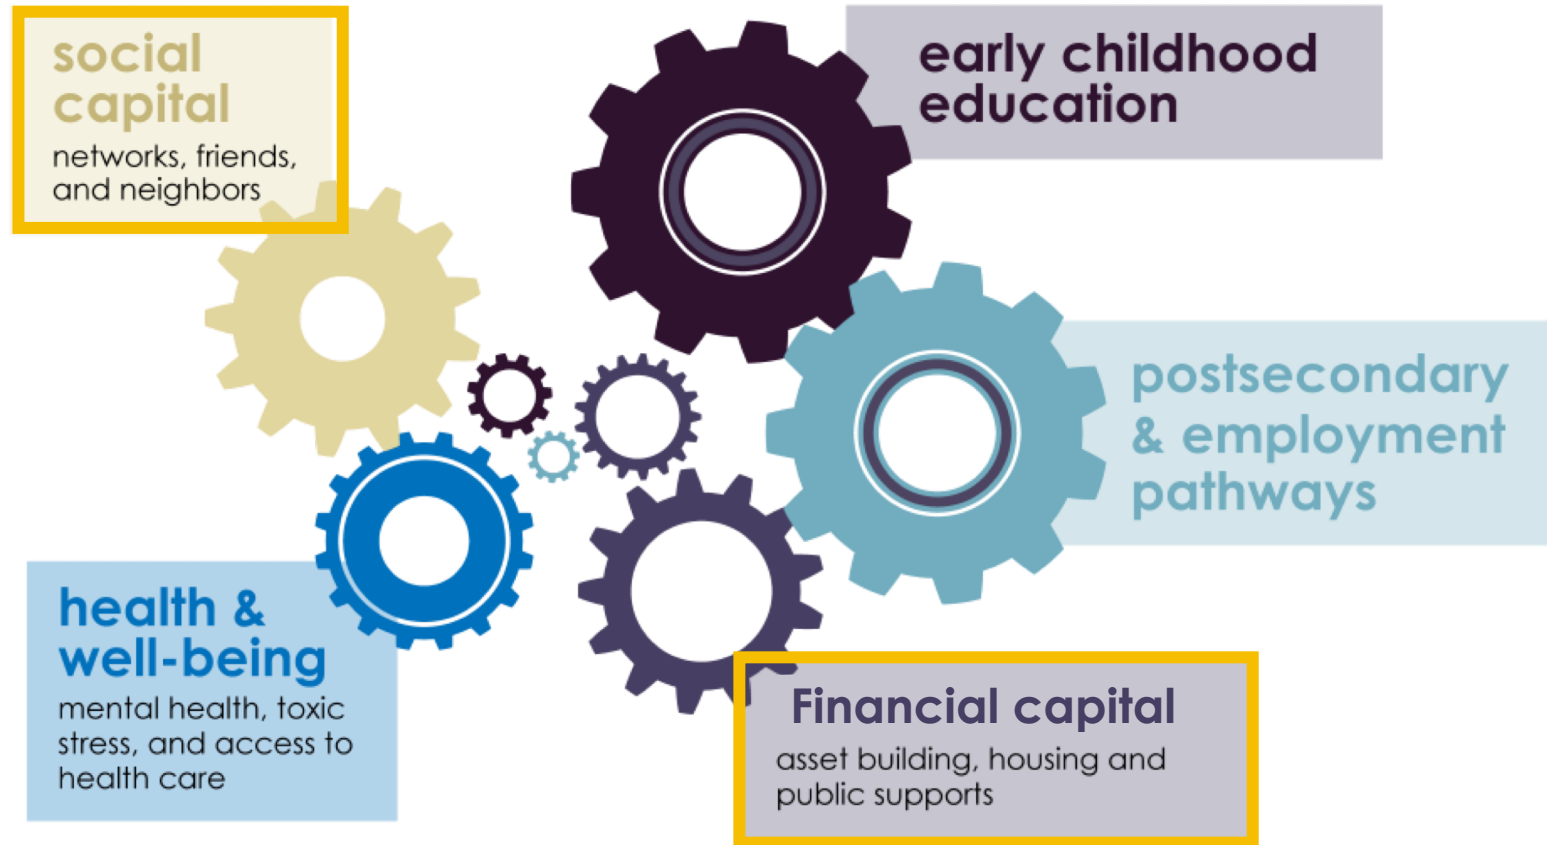 social
capital
networks, friends,
and neighbors
early childhood
education
postsecondary
& employment
pathways
health &
well-being
mental health, toxic
stress, and access to
health care
Financial capital
asset building, housing and
public supports